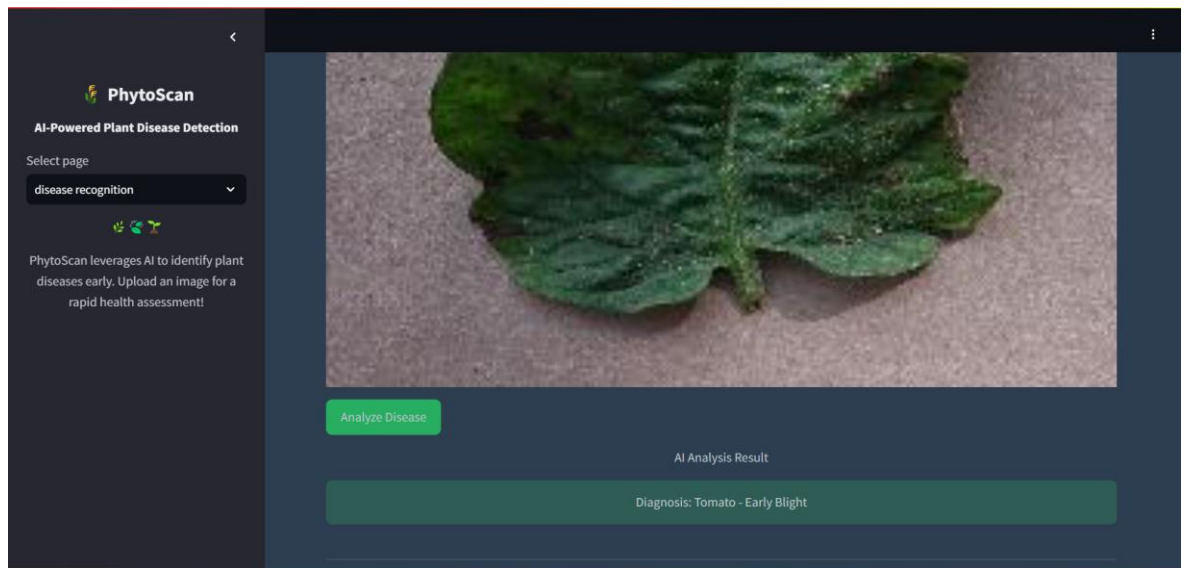 PhytoScan
AI-Powered Plant Disease Detection
Select page
disease recognition
PhytoScan leverages AI to identify plant
diseases early. Upload an image for a
rapid health assessment!
Analyze Disease
AI Analysis Result
Diagnosis: Tomato - Early Blight